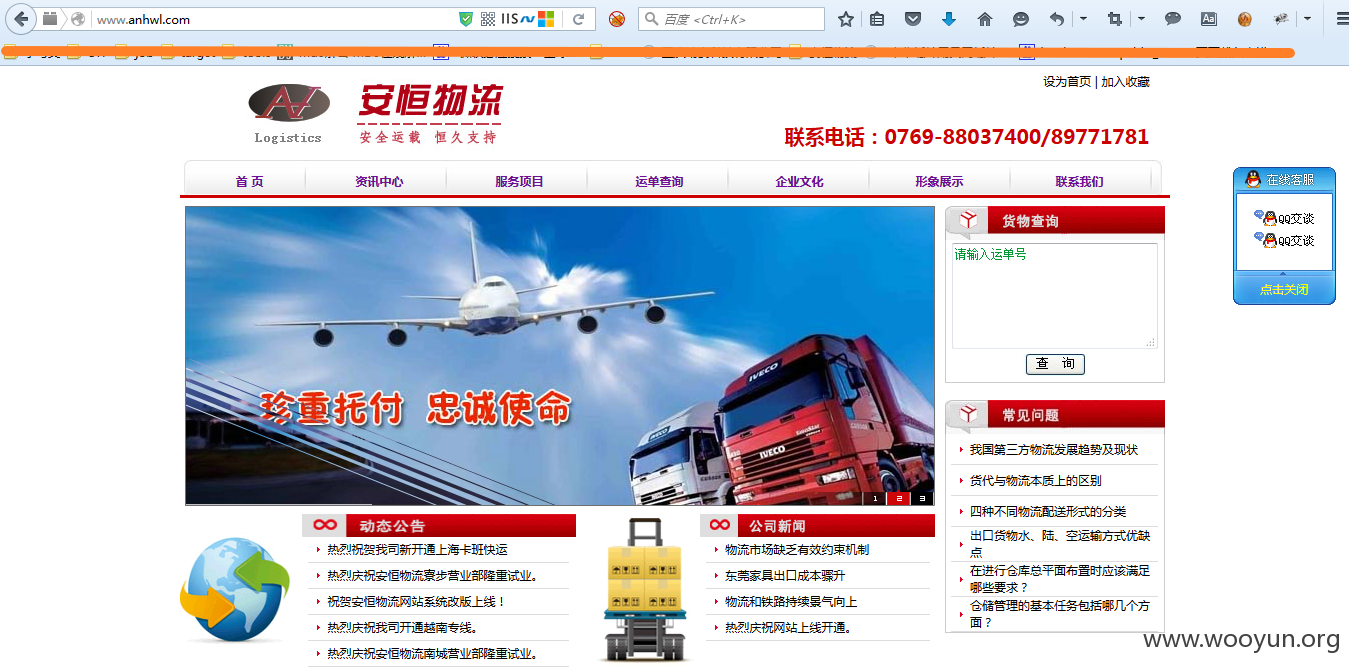 www.anhwl.com
IIS
百度 <Ctrl+K>
设为首页 | 加入收藏
安恒物流
Logistics
安全运载 恒久支持
联系电话：0769-88037400/89771781
首 页
资讯中心
服务项目
运单查询
企业文化
形象展示
联系我们
在线客服
QQ交谈
QQ交谈
点击关闭
IVECO
IVECO
IVECO
珍重托付 忠诚使命
1 2 3
货物查询
请输入运单号
查 询
常见问题
我国第三方物流发展趋势及现状
货代与物流本质上的区别
四种不同物流配送形式的分类
出口货物水、陆、空运输方式优缺
点
在进行仓库总平面布置时应该满足
哪些要求？
仓储管理的基本任务包括哪几个方
面？
动态公告
热烈祝贺我司新开通上海卡班快运
热烈庆祝安恒物流寮步营业部隆重试业。
祝贺安恒物流网站系统改版上线！
热烈庆祝我司开通越南专线。
热烈庆祝安恒物流南城营业部隆重试业。
公司新闻
物流市场缺乏有效约束机制
东莞家具出口成本骤升
物流和铁路持续景气向上
热烈庆祝网站上线开通。
www.wooyun.org